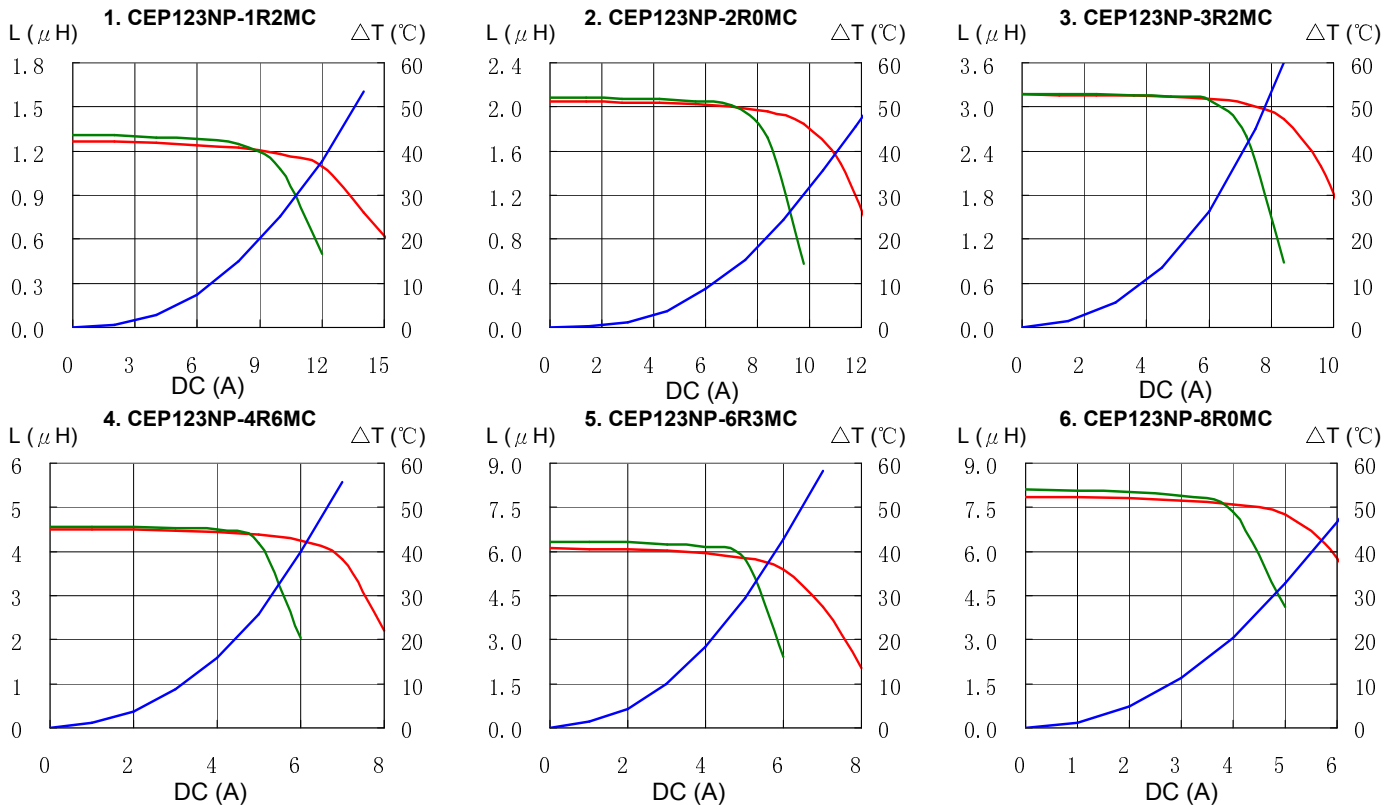 1. CEP123NP-1R2MC
L ( μ H) △T (℃)
1.8 60
1.5 50
1.2 40
0.9 30
0.6 20
0.3 10
0.0 0
0 3 6 9 12 15
DC (A)
2. CEP123NP-2R0MC
L ( μ H) △T (℃)
2.4 60
2.0 50
1.6 40
1.2 30
0.8 20
0.4 10
0.0 0
0 2 4 6 8 10 12
DC (A)
3. CEP123NP-3R2MC
L ( μ H) △T (℃)
3.6 60
3.0 50
2.4 40
1.8 30
1.2 20
0.6 10
0.0 0
0 2 4 6 8 10
DC (A)
4. CEP123NP-4R6MC
L ( μ H) △T (℃)
6 60
5 50
4 40
3 30
2 20
1 10
0 0
0 2 4 6 8
DC (A)
5. CEP123NP-6R3MC
L ( μ H) △T (℃)
9.0 60
7.5 50
6.0 40
4.5 30
3.0 20
1.5 10
0.0 0
0 2 4 6 8
DC (A)
6. CEP123NP-8R0MC
L ( μ H) △T (℃)
9.0 60
7.5 50
6.0 40
4.5 30
3.0 20
1.5 10
0.0 0
0 1 2 3 4 5 6
DC (A)